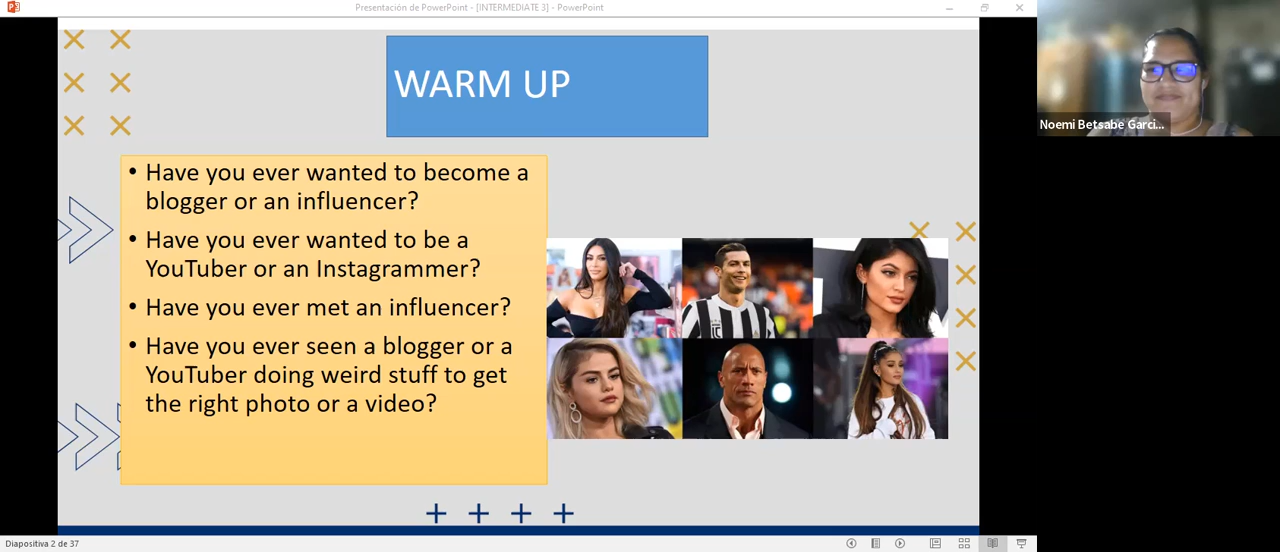 Presentación de PowerPoint - [INTERMEDIATE 3] - PowerPoint
WARM UP
Noemi Betsabe Garci...
• Have you ever wanted to become a
blogger or an influencer?
• Have you ever wanted to be a
YouTuber or an Instagrammer?
• Have you ever met an influencer?
• Have you ever seen a blogger or a
YouTuber doing weird stuff to get
the right photo or a video?
Diapositiva 2 de 37